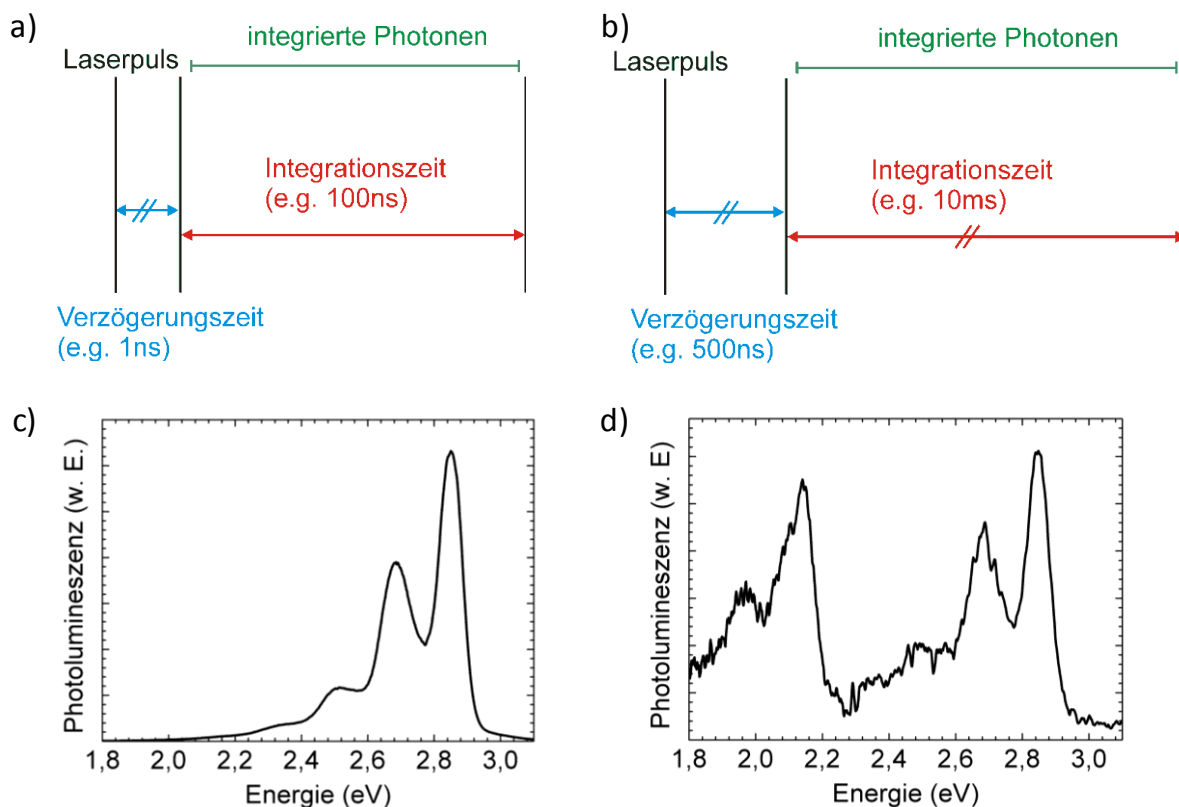 a)
Laserpuls
integrierte Photonen
Integrationszeit
(e.g. 100ns)
Verzögerungszeit
(e.g. 1ns)
b)
Laserpuls
integrierte Photonen
Integrationszeit
(e.g. 10ms)
Verzögerungszeit
(e.g. 500ns)
c)
Photolumineszenz (w. E.)
1,8 2,0 2,2 2,4 2,6 2,8 3,0
Energie (eV)
d)
Photolumineszenz (w. E)
1,8 2,0 2,2 2,4 2,6 2,8 3,0
Energie (eV)